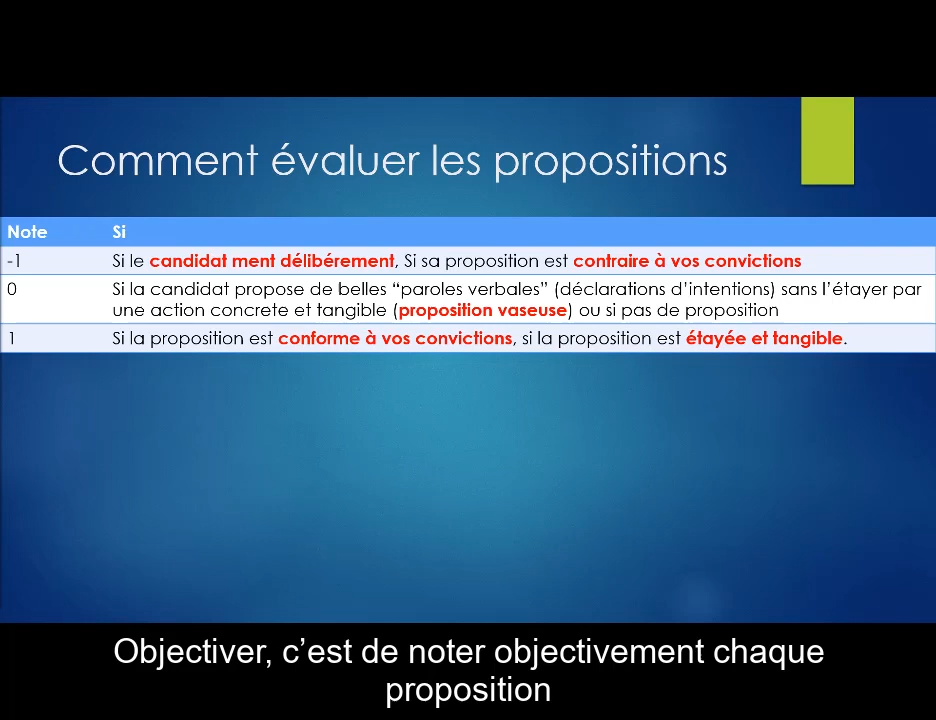 Comment évaluer les propositions
Note Si
-1 Si le candidat ment délibérement, Si sa proposition est contraire à vos convictions
0 Si la candidat propose de belles “paroles verbales” (déclarations d’intentions) sans l’étayer par
une action concrete et tangible (proposition vaseuse) ou si pas de proposition
1 Si la proposition est conforme à vos convictions, si la proposition est étayée et tangible.
Objectiver, c’est de noter objectivement chaque
proposition